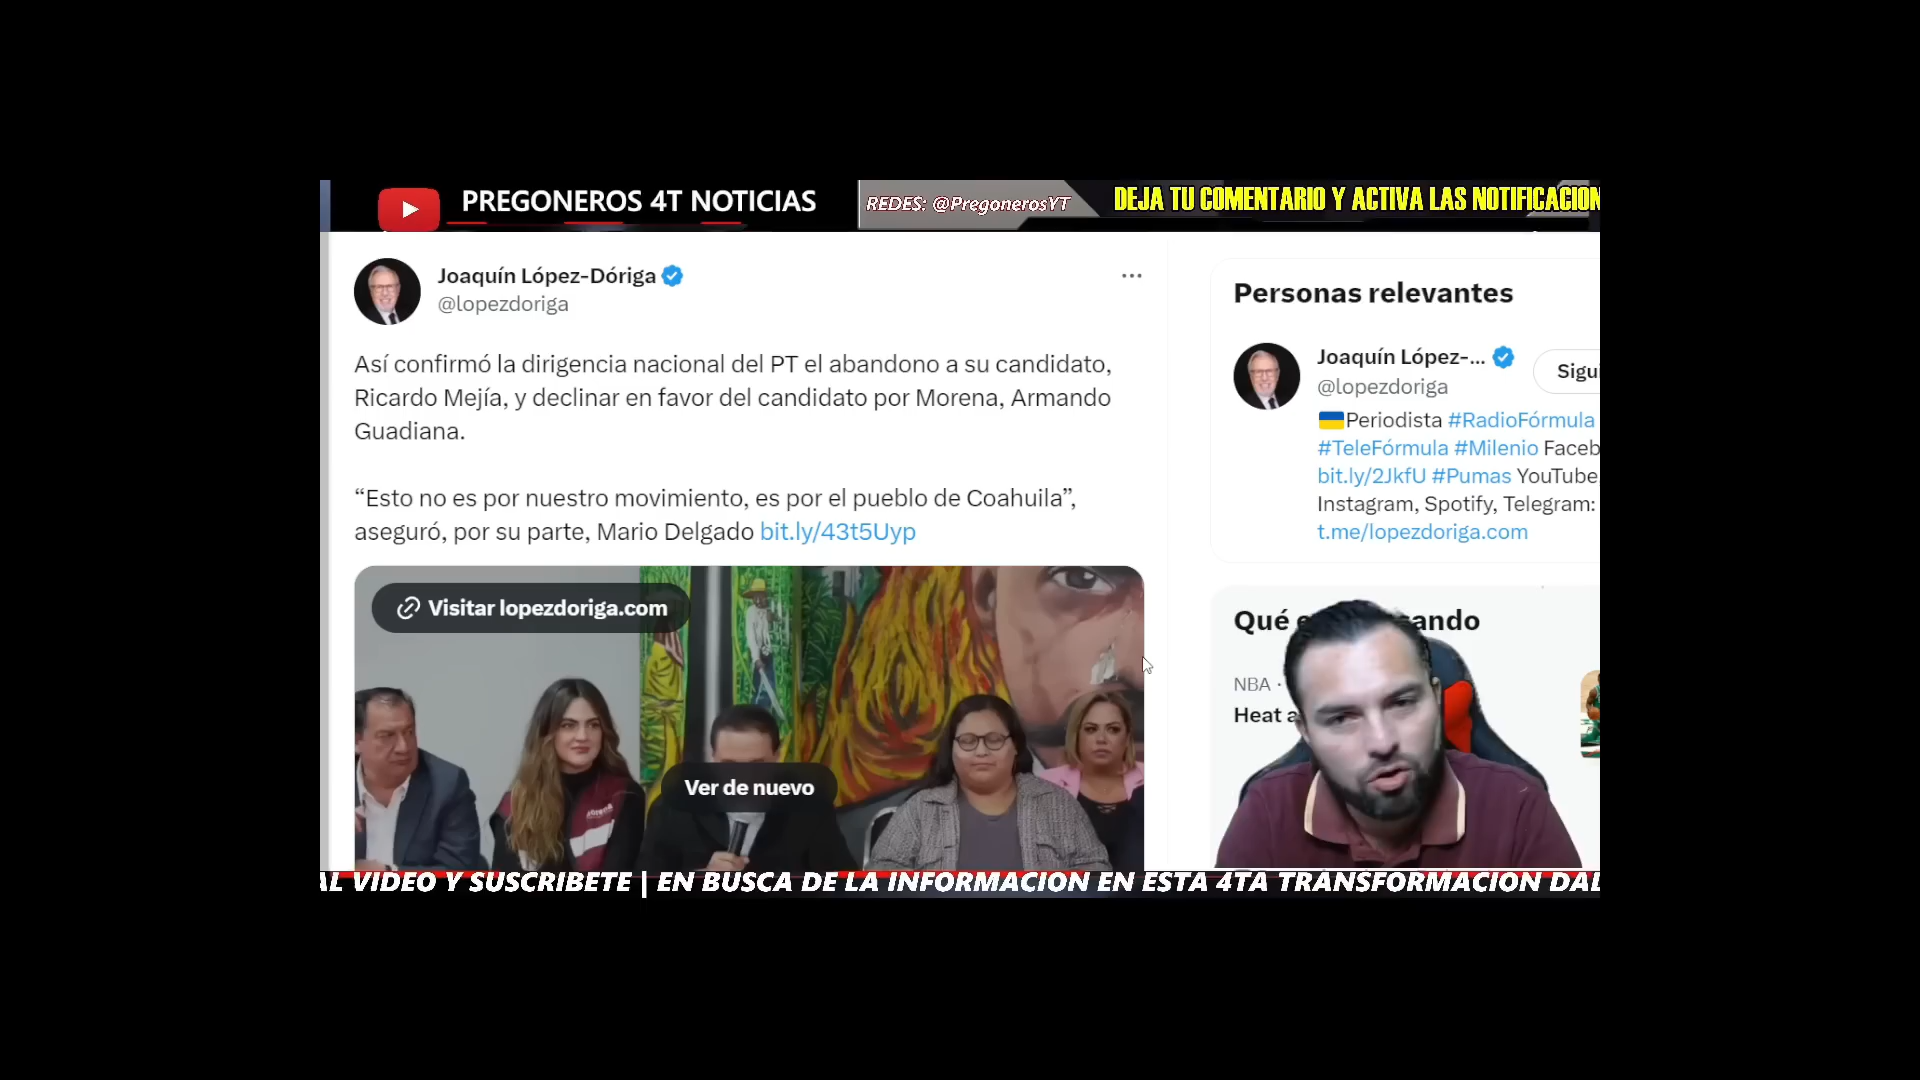 PREGONEROS 4T NOTICIAS
REDES: @PregonerosYT
DEJA TU COMENTARIO Y ACTIVA LAS NOTIFICACION
Joaquín López-Dóriga
@lopezdoriga
Así confirmó la dirigencia nacional del PT el abandono a su candidato,
Ricardo Mejía, y declinar en favor del candidato por Morena, Armando
Guadiana.
“Esto no es por nuestro movimiento, es por el pueblo de Coahuila”,
aseguró, por su parte, Mario Delgado bit.ly/43t5Uyp
Visitar lopezdoriga.com
Ver de nuevo
Personas relevantes
Joaquín López-...
@lopezdoriga
Sigui
Periodista #RadioFórmula
#TeleFórmula #Milenio Faceb
bit.ly/2JkfU #Pumas YouTube
Instagram, Spotify, Telegram:
t.me/lopezdoriga.com
Qué e ando
NBA ·
Heat a
AL VIDEO Y SUSCRIBETE | EN BUSCA DE LA INFORMACION EN ESTA 4TA TRANSFORMACION DAL